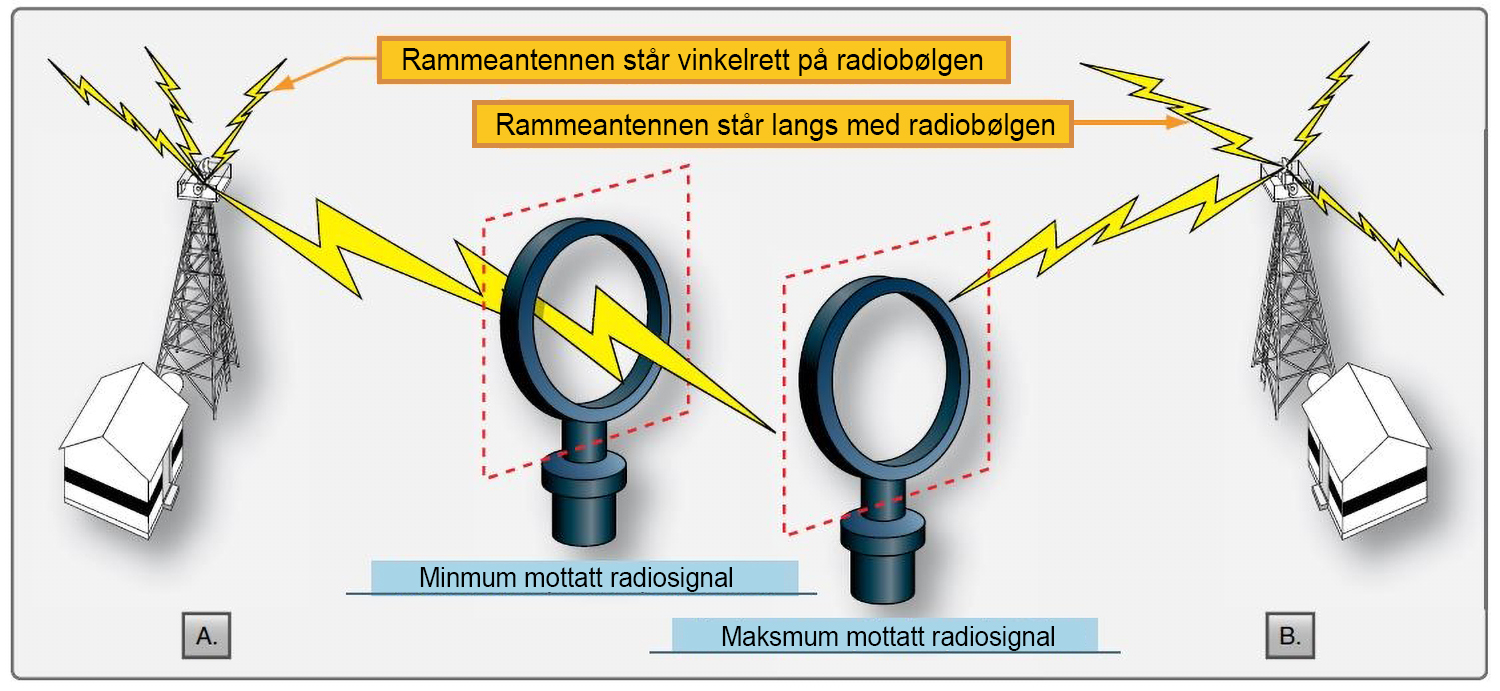 Rammeantennen står vinkelrett på radiobølgen
Rammeantennen står langs med radiobølgen
Minmum mottatt radiosignal
Maksmum mottatt radiosignal
A.
B.